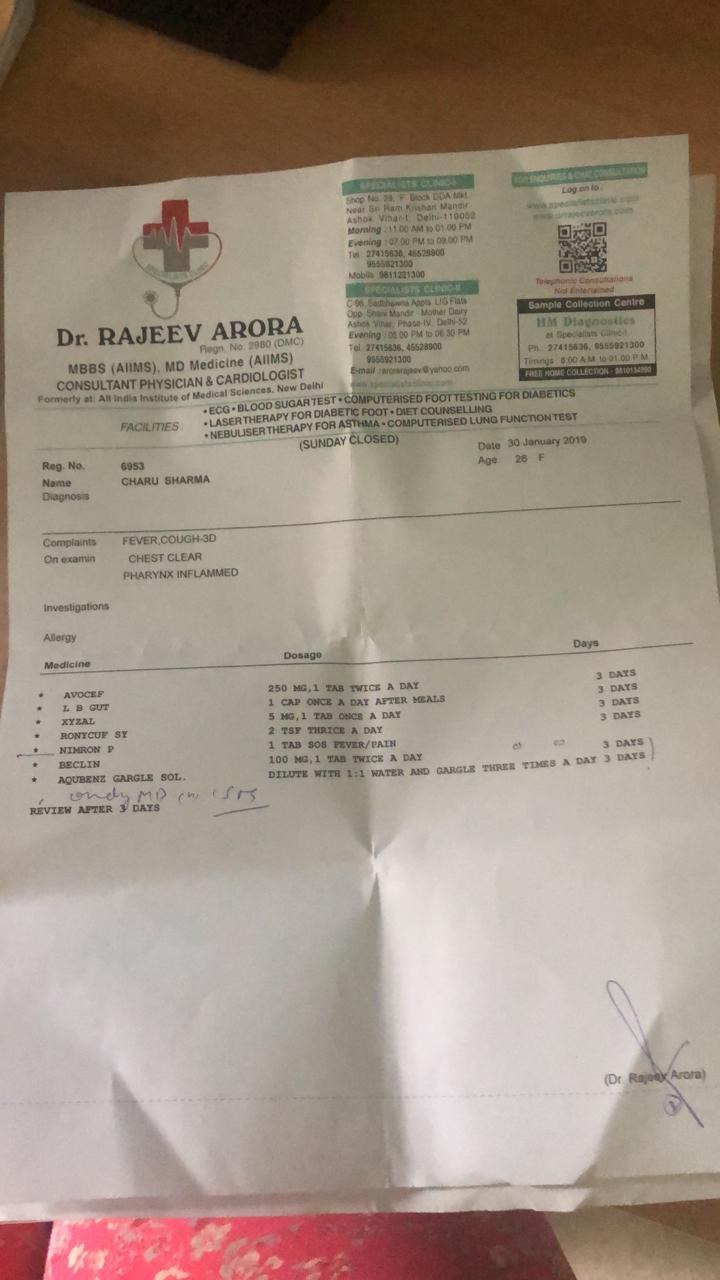 SPECIALISTS CLINIC
Dr. RAJEEV ARORA
Regn. No. 2980 (DMC)
MBBS (AIIMS), MD Medicine (AIIMS)
CONSULTANT PHYSICIAN & CARDIOLOGIST
Formerly at: All India Institute of Medical Sciences, New Delhi
SPECIALISTS CLINIC-I
Shop No. 29, 'F' Block DDA Mkt.
Near Sri Ram Krishan Mandir
Ashok Vihar-I, Delhi-110052
Morning : 11:00 AM to 01:00 PM
Evening : 07:00 PM to 09:00 PM
Tel : 27415636, 45528900
9555921300
Mobile 9811221300
SPECIALISTS CLINIC-II
C-96, Sadbhawna Appts. LIG Flats
Opp. Shani Mandir - Mother Dairy
Ashok Vihar, Phase-IV, Delhi-52
Evening : 06:00 PM to 06:30 PM
Tel. 27415636, 45528900
9555921300
E-mail : arorarajeev@yahoo.com
www.specialistsclinic.com
FOR ENQUIRIES & CHAT CONSULTATION
Log on to :
www.specialistsclinic.com
www.drrajeevarora.com
Telephonic Consultations
Not Entertained
Sample Collection Centre
HM Diagnostics
at Specialists Clinic-I
Ph.: 27415636, 9555921300
Timings : 8:00 A.M. to 01:00 P.M.
FREE HOME COLLECTION - 9810134990
FACILITIES :
• ECG • BLOOD SUGAR TEST • COMPUTERISED FOOT TESTING FOR DIABETICS
• LASER THERAPY FOR DIABETIC FOOT • DIET COUNSELLING
• NEBULISER THERAPY FOR ASTHMA • COMPUTERISED LUNG FUNCTION TEST
(SUNDAY CLOSED)
Date 30 January 2019
Reg. No. 6953 Age 26 F
Name CHARU SHARMA
Diagnosis
Complaints FEVER,COUGH-3D
On examin CHEST CLEAR
PHARYNX INFLAMMED
Investigations
Allergy
Medicine Dosage Days
* AVOCEF 250 MG,1 TAB TWICE A DAY 3 DAYS
* L B GUT 1 CAP ONCE A DAY AFTER MEALS 3 DAYS
* XYZAL 5 MG,1 TAB ONCE A DAY 3 DAYS
* RONYCUF SY 2 TSF THRICE A DAY 3 DAYS
* NIMRON P 1 TAB SOS FEVER/PAIN
* BECLIN 100 MG,1 TAB TWICE A DAY 3 DAYS
* AQUBENZ GARGLE SOL. DILUTE WITH 1:1 WATER AND GARGLE THREE TIMES A DAY 3 DAYS
REVIEW AFTER 3 DAYS
(Dr. Rajeev Arora)